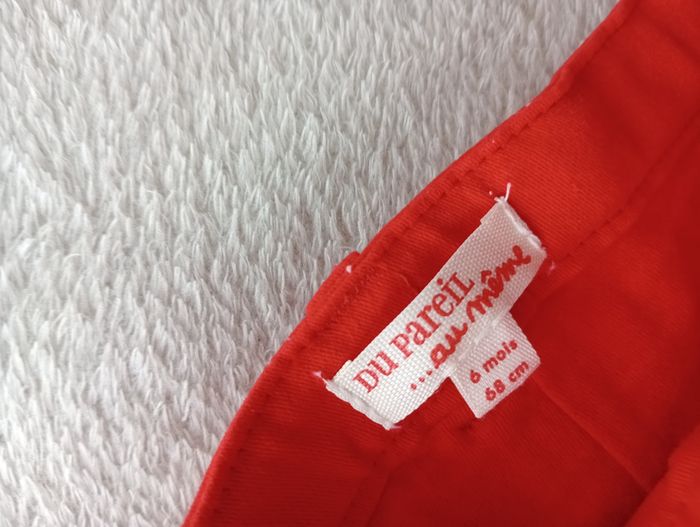 DU PAREIL
...au même
6 mois
68 cm